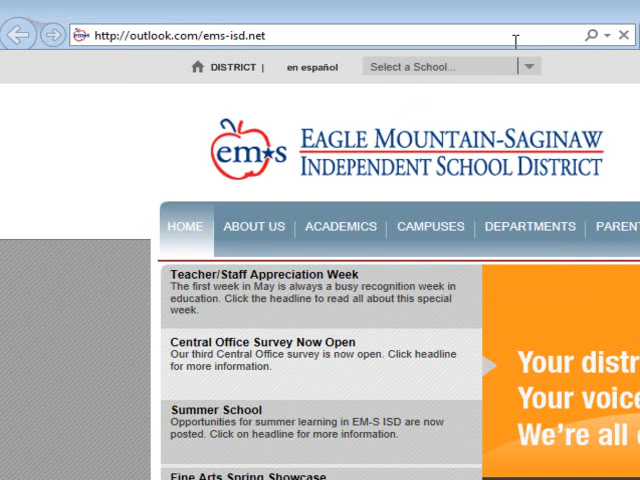 http://outlook.com/ems-isd.net
DISTRICT |
en español
Select a School...
ems
EAGLE MOUNTAIN-SAGINAW
INDEPENDENT SCHOOL DISTRICT
HOME
ABOUT US
ACADEMICS
CAMPUSES
DEPARTMENTS
PAREN
Teacher/Staff Appreciation Week
The first week in May is always a busy recognition week in
education. Click the headline to read all about this special
week.
Central Office Survey Now Open
Our third Central Office survey is now open. Click headline
for more information.
Summer School
Opportunities for summer learning in EM-S ISD are now
posted. Click on headline for more information.
Fine Arts Spring Showcase
Your distr
Your voice
We're all